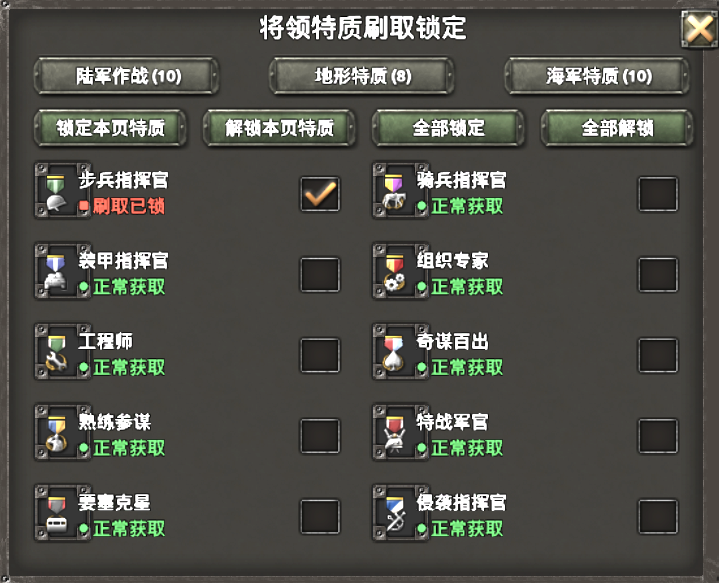 将领特质刷取锁定
陆军作战(10) 地形特质(8) 海军特质(10)
锁定本页特质 解锁本页特质 全部锁定 全部解锁
步兵指挥官 骑兵指挥官
刷取已锁 正常获取
装甲指挥官 组织专家
正常获取 正常获取
工程师 奇谋百出
正常获取 正常获取
熟练参谋 特战军官
正常获取 正常获取
要塞克星 侵袭指挥官
正常获取 正常获取